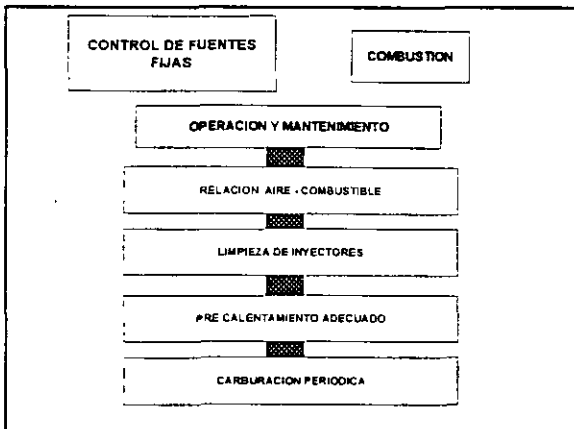 CONTROL DE FUENTES
FIJAS
COMBUSTION
OPERACION Y MANTENIMIENTO
RELACION AIRE - COMBUSTIBLE
LIMPIEZA DE INYECTORES
PRE CALENTAMIENTO ADECUADO
CARBURACION PERIODICA